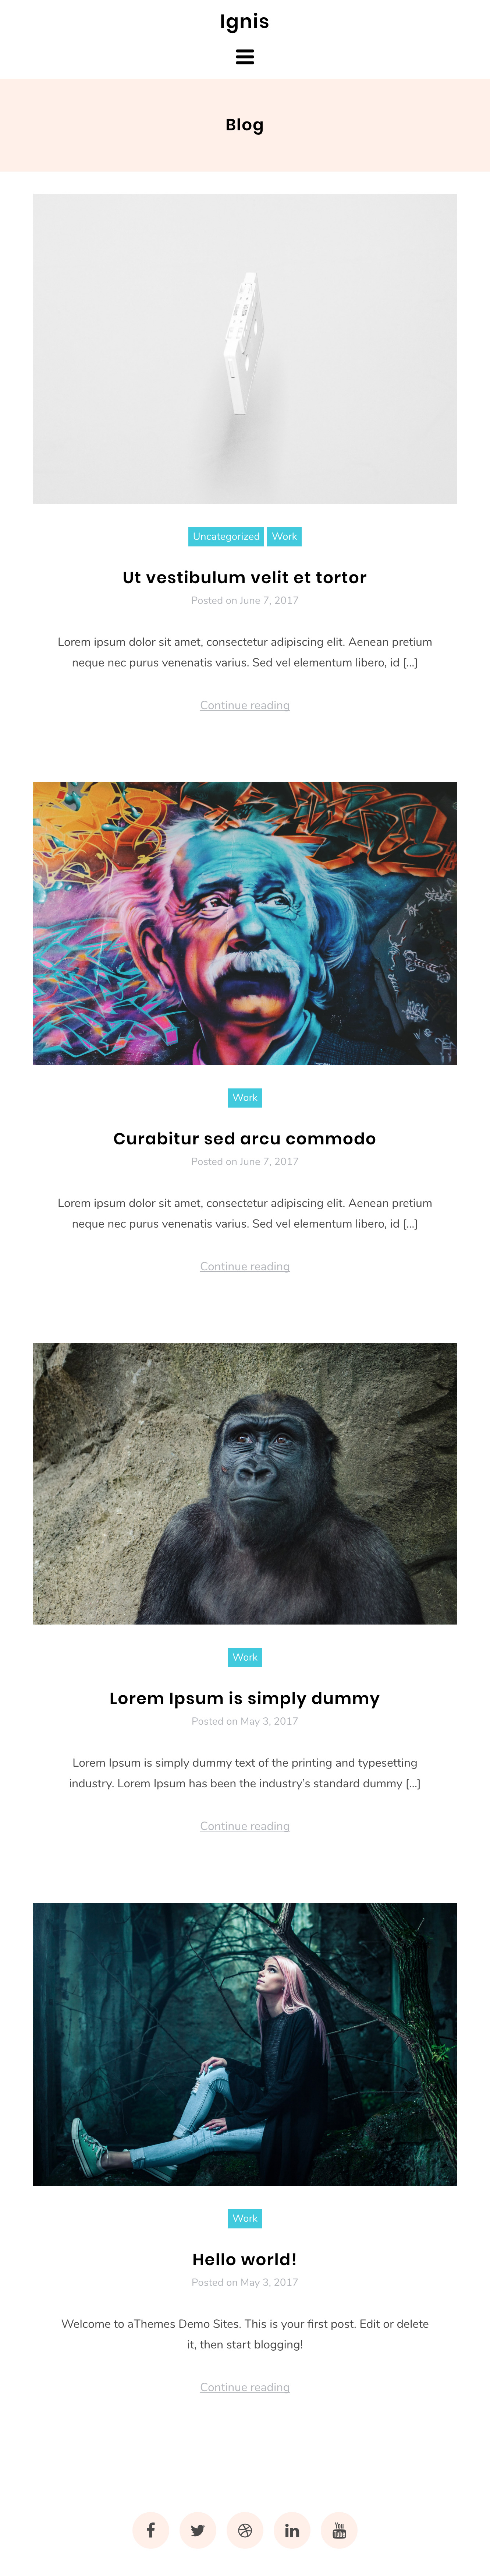 Ignis
Blog
Uncategorized Work
Ut vestibulum velit et tortor
Posted on June 7, 2017
Lorem ipsum dolor sit amet, consectetur adipiscing elit. Aenean pretium
neque nec purus venenatis varius. Sed vel elementum libero, id […]
Continue reading
Work
Curabitur sed arcu commodo
Posted on June 7, 2017
Lorem ipsum dolor sit amet, consectetur adipiscing elit. Aenean pretium
neque nec purus venenatis varius. Sed vel elementum libero, id […]
Continue reading
Work
Lorem Ipsum is simply dummy
Posted on May 3, 2017
Lorem Ipsum is simply dummy text of the printing and typesetting
industry. Lorem Ipsum has been the industry’s standard dummy […]
Continue reading
Work
Hello world!
Posted on May 3, 2017
Welcome to aThemes Demo Sites. This is your first post. Edit or delete
it, then start blogging!
Continue reading
f in You Tube